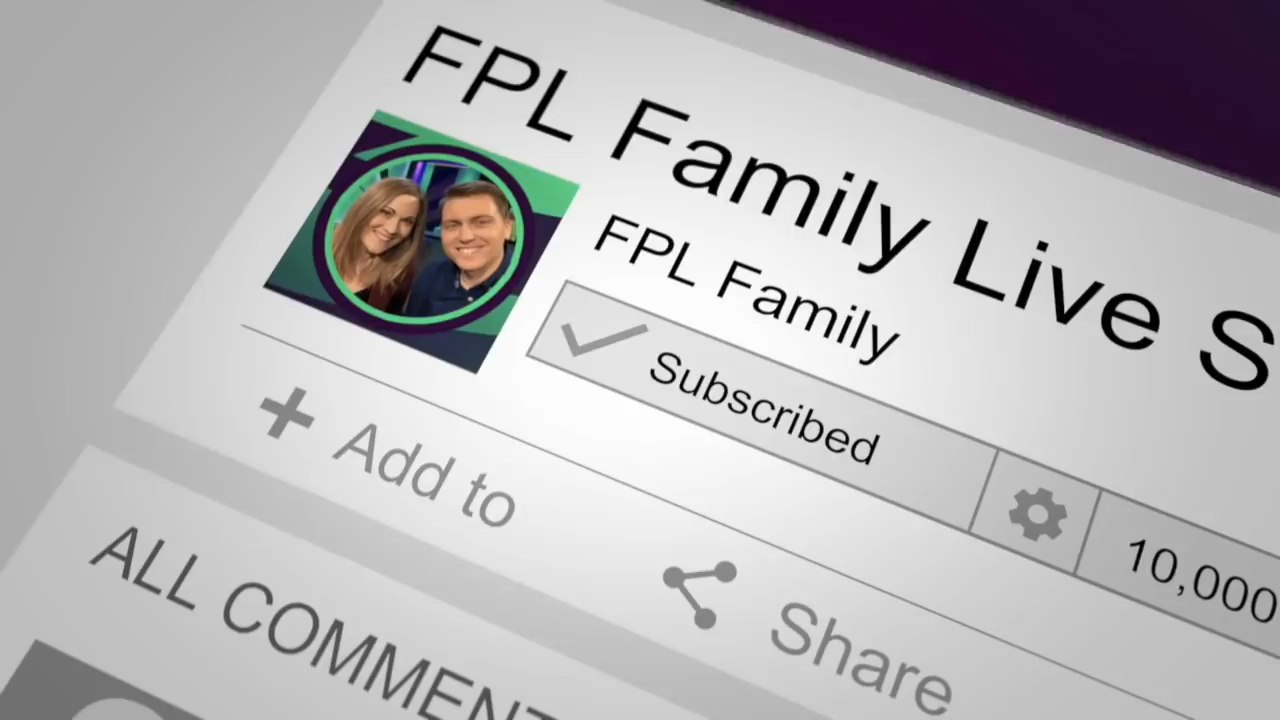 FPL Family Live S
FPL Family
Subscribed
10,000
Add to
Share
ALL COMMENT